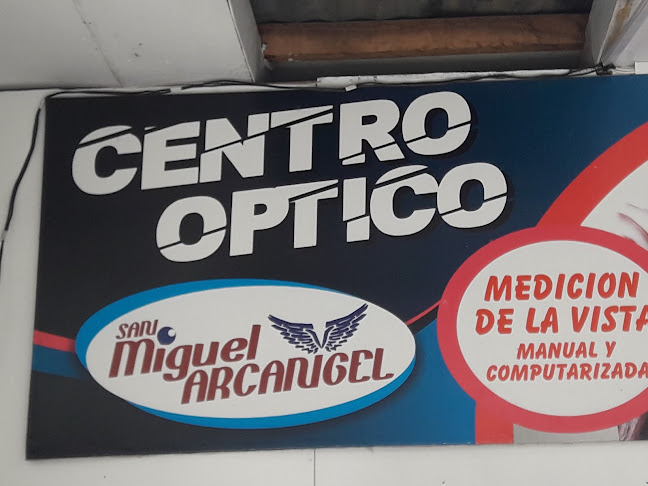 CENTRO
OPTICO
SAN
Miguel
ARCANGEL
MEDICION
DE LA VISTA
MANUAL Y
COMPUTARIZADA